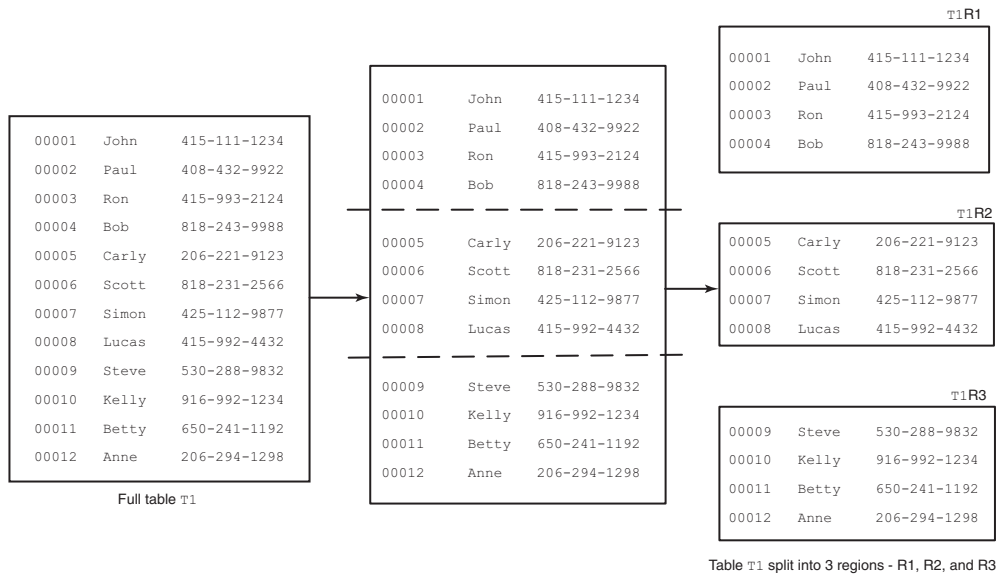 00001 John 415-111-1234
00002 Paul 408-432-9922
00003 Ron 415-993-2124
00004 Bob 818-243-9988
00005 Carly 206-221-9123
00006 Scott 818-231-2566
00007 Simon 425-112-9877
00008 Lucas 415-992-4432
00009 Steve 530-288-9832
00010 Kelly 916-992-1234
00011 Betty 650-241-1192
00012 Anne 206-294-1298
Full table T1
00001 John 415-111-1234
00002 Paul 408-432-9922
00003 Ron 415-993-2124
00004 Bob 818-243-9988
00005 Carly 206-221-9123
00006 Scott 818-231-2566
00007 Simon 425-112-9877
00008 Lucas 415-992-4432
00009 Steve 530-288-9832
00010 Kelly 916-992-1234
00011 Betty 650-241-1192
00012 Anne 206-294-1298
T1R1
00001 John 415-111-1234
00002 Paul 408-432-9922
00003 Ron 415-993-2124
00004 Bob 818-243-9988
T1R2
00005 Carly 206-221-9123
00006 Scott 818-231-2566
00007 Simon 425-112-9877
00008 Lucas 415-992-4432
T1R3
00009 Steve 530-288-9832
00010 Kelly 916-992-1234
00011 Betty 650-241-1192
00012 Anne 206-294-1298
Table T1 split into 3 regions - R1, R2, and R3